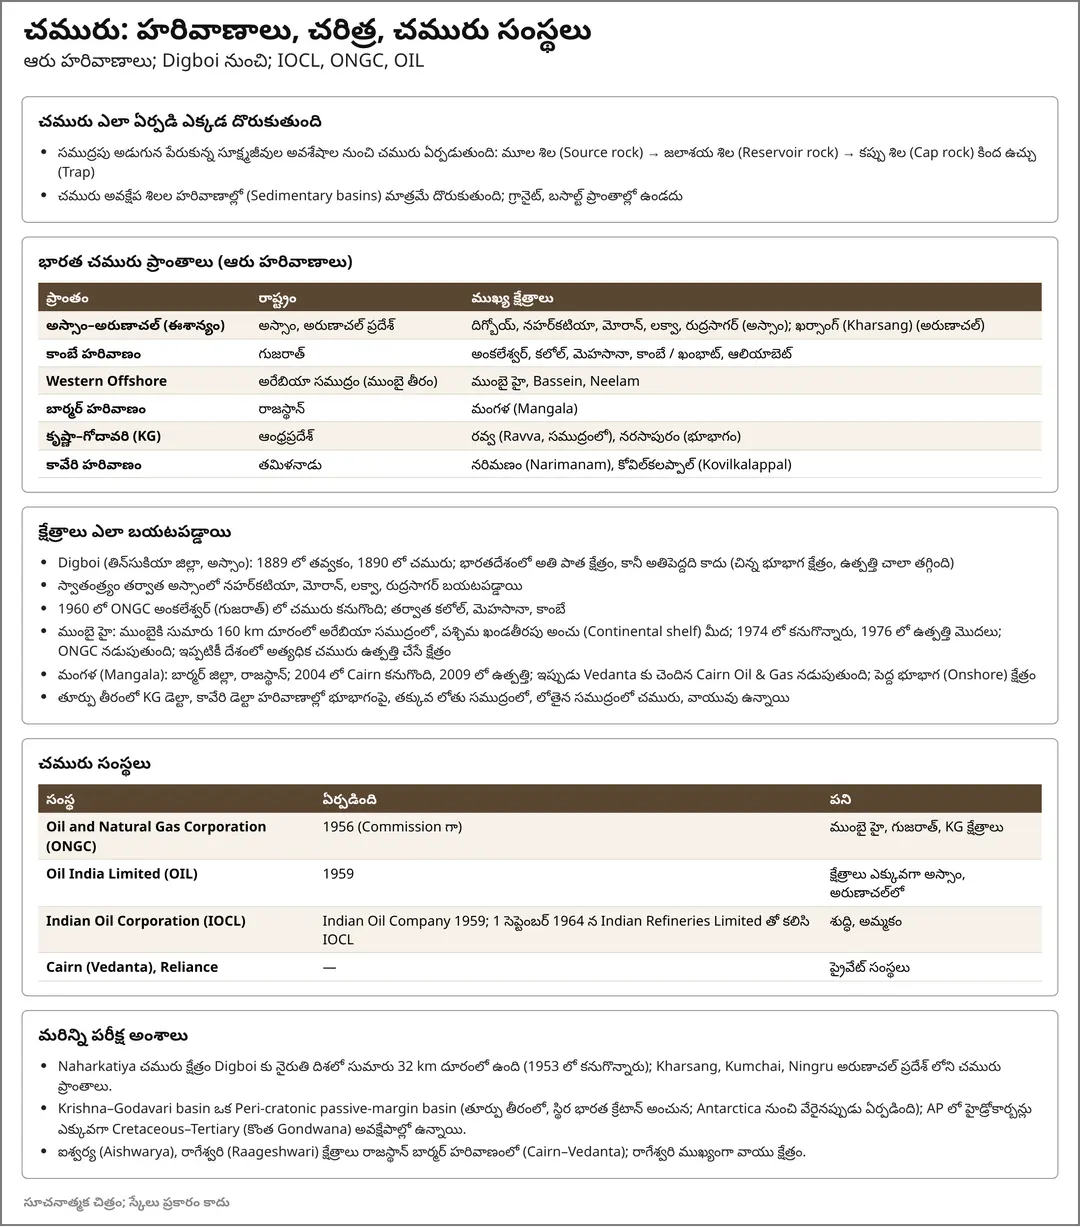 చమురు: హరివాణాలు, చరిత్ర, చమురు సంస్థలు
ఆరు హరివాణాలు; Digboi నుంచి; IOCL, ONGC, OIL
చమురు ఎలా ఏర్పడి ఎక్కడ దొరుకుతుంది
• సముద్రపు అడుగున పేరుకున్న సూక్ష్మజీవుల అవశేషాల నుంచి చమురు ఏర్పడుతుంది: మూల శిల (Source rock) → జలాశయ శిల (Reservoir rock) → కప్పు శిల (Cap rock) కింద ఉచ్చు
(Trap)
• చమురు అవక్షేప శిలల హరివాణాల్లో (Sedimentary basins) మాత్రమే దొరుకుతుంది; గ్రానైట్, బసాల్ట్ ప్రాంతాల్లో ఉండదు
భారత చమురు ప్రాంతాలు (ఆరు హరివాణాలు)
ప్రాంతం రాష్ట్రం ముఖ్య క్షేత్రాలు
అస్సాం–అరుణాచల్ (ఈశాన్యం) అస్సాం, అరుణాచల్ ప్రదేశ్ దిగ్బోయ్, నహర్‌కటియా, మోరాన్, లక్వా, రుద్రసాగర్ (అస్సాం); ఖర్సాంగ్ (Kharsang) (అరుణాచల్)
కాంబే హరివాణం గుజరాత్ అంకలేశ్వర్, కలోల్, మెహసానా, కాంబే / ఖంభాట్, ఆలియాబెట్
Western Offshore అరేబియా సముద్రం (ముంబై తీరం) ముంబై హై, Bassein, Neelam
బార్మర్ హరివాణం రాజస్థాన్ మంగళ (Mangala)
కృష్ణా–గోదావరి (KG) ఆంధ్రప్రదేశ్ రవ్వ (Ravva, సముద్రంలో), నరసాపురం (భూభాగం)
కావేరి హరివాణం తమిళనాడు నరిమణం (Narimanam), కోవిల్‌కలప్పాల్ (Kovilkalappal)
క్షేత్రాలు ఎలా బయటపడ్డాయి
• Digboi (తిన్‌సుకియా జిల్లా, అస్సాం): 1889 లో తవ్వకం, 1890 లో చమురు; భారతదేశంలో అతి పాత క్షేత్రం, కానీ అతిపెద్దది కాదు (చిన్న భూభాగ క్షేత్రం, ఉత్పత్తి చాలా తగ్గింది)
• స్వాతంత్ర్యం తర్వాత అస్సాంలో నహర్‌కటియా, మోరాన్, లక్వా, రుద్రసాగర్ బయటపడ్డాయి
• 1960 లో ONGC అంకలేశ్వర్ (గుజరాత్) లో చమురు కనుగొంది; తర్వాత కలోల్, మెహసానా, కాంబే
• ముంబై హై: ముంబైకి సుమారు 160 km దూరంలో అరేబియా సముద్రంలో, పశ్చిమ ఖండతీరపు అంచు (Continental shelf) మీద; 1974 లో కనుగొన్నారు, 1976 లో ఉత్పత్తి మొదలు;
ONGC నడుపుతుంది; ఇప్పటికీ దేశంలో అత్యధిక చమురు ఉత్పత్తి చేసే క్షేత్రం
• మంగళ (Mangala): బార్మర్ జిల్లా, రాజస్థాన్; 2004 లో Cairn కనుగొంది, 2009 లో ఉత్పత్తి; ఇప్పుడు Vedanta కు చెందిన Cairn Oil & Gas నడుపుతుంది; పెద్ద భూభాగ (Onshore) క్షేత్రం
• తూర్పు తీరంలో KG డెల్టా, కావేరి డెల్టా హరివాణాల్లో భూభాగంపై, తక్కువ లోతు సముద్రంలో, లోతైన సముద్రంలో చమురు, వాయువు ఉన్నాయి
చమురు సంస్థలు
సంస్థ ఏర్పడింది పని
Oil and Natural Gas Corporation 1956 (Commission గా) ముంబై హై, గుజరాత్, KG క్షేత్రాలు
(ONGC)
Oil India Limited (OIL) 1959 క్షేత్రాలు ఎక్కువగా అస్సాం,
అరుణాచల్‌లో
Indian Oil Corporation (IOCL) Indian Oil Company 1959; 1 సెప్టెంబర్ 1964 న Indian Refineries Limited తో కలిసి శుద్ధి, అమ్మకం
IOCL
Cairn (Vedanta), Reliance — ప్రైవేట్ సంస్థలు
మరిన్ని పరీక్ష అంశాలు
• Naharkatiya చమురు క్షేత్రం Digboi కు నైరుతి దిశలో సుమారు 32 km దూరంలో ఉంది (1953 లో కనుగొన్నారు); Kharsang, Kumchai, Ningru అరుణాచల్ ప్రదేశ్ లోని చమురు
ప్రాంతాలు.
• Krishna–Godavari basin ఒక Peri-cratonic passive-margin basin (తూర్పు తీరంలో, స్థిర భారత క్రేటాన్ అంచున; Antarctica నుంచి వేరైనప్పుడు ఏర్పడింది); AP లో హైడ్రోకార్బన్లు
ఎక్కువగా Cretaceous–Tertiary (కొంత Gondwana) అవక్షేపాల్లో ఉన్నాయి.
• ఐశ్వర్య (Aishwarya), రాగేశ్వరి (Raageshwari) క్షేత్రాలు రాజస్థాన్ బార్మర్ హరివాణంలో (Cairn–Vedanta); రాగేశ్వరి ముఖ్యంగా వాయు క్షేత్రం.
సూచనాత్మక చిత్రం; స్కేలు ప్రకారం కాదు